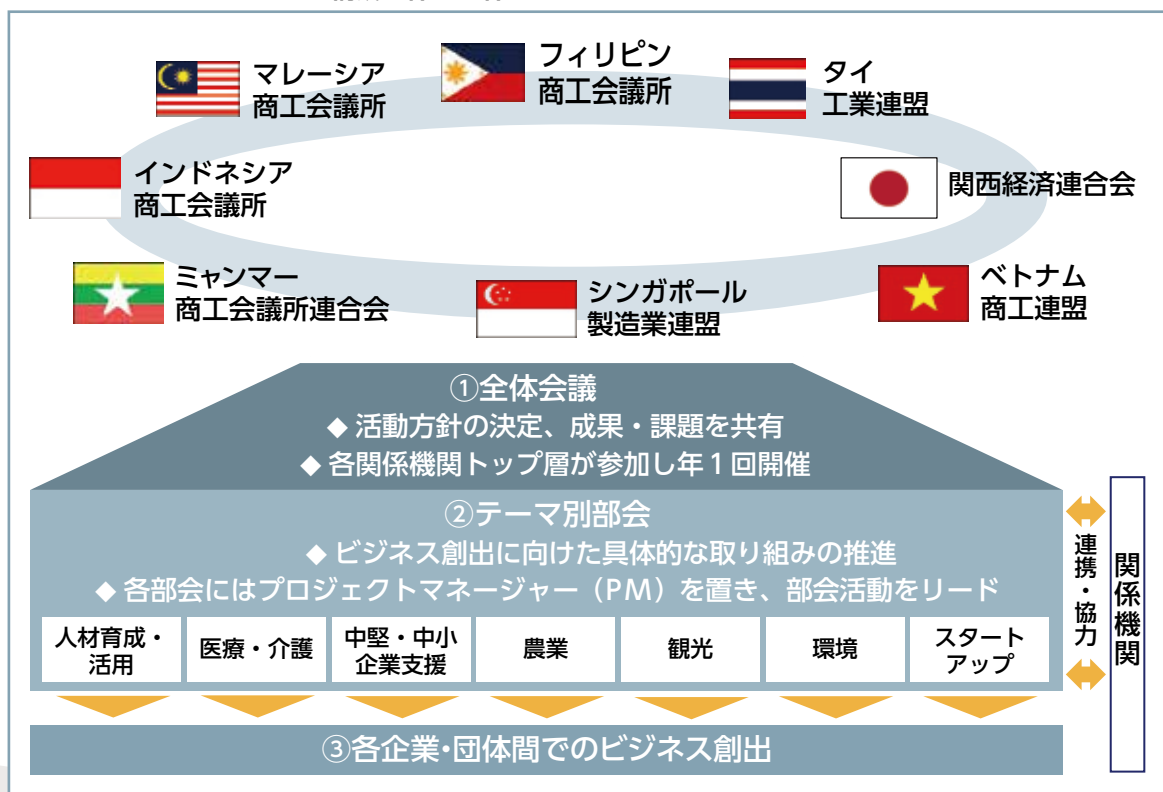 マレーシア
商工会議所
フィリピン
商工会議所
タイ
工業連盟
インドネシア
商工会議所
関西経済連合会
ミャンマー
商工会議所連合会
シンガポール
製造業連盟
ベトナム
商工連盟
①全体会議
◆ 活動方針の決定、成果・課題を共有
◆ 各関係機関トップ層が参加し年1回開催
②テーマ別部会
◆ ビジネス創出に向けた具体的な取り組みの推進
◆ 各部会にはプロジェクトマネージャー（PM）を置き、部会活動をリード
人材育成・
活用
医療・介護
中堅・中小
企業支援
農業
観光
環境
スタート
アップ
連携・協力
関係機関
③各企業・団体間でのビジネス創出